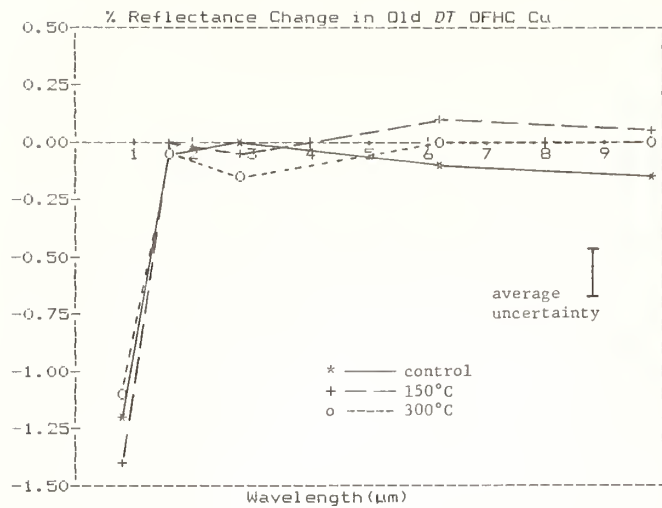 % Reflectance Change in Old DT OFHC Cu
0.50
0.25
0.00
1 2 3 4 5 6 7 8 9
-0.25
-0.50
-0.75
average
uncertainty
-1.00
* control
+ 150°C
o 300°C
-1.25
-1.50
Wavelength(μm)